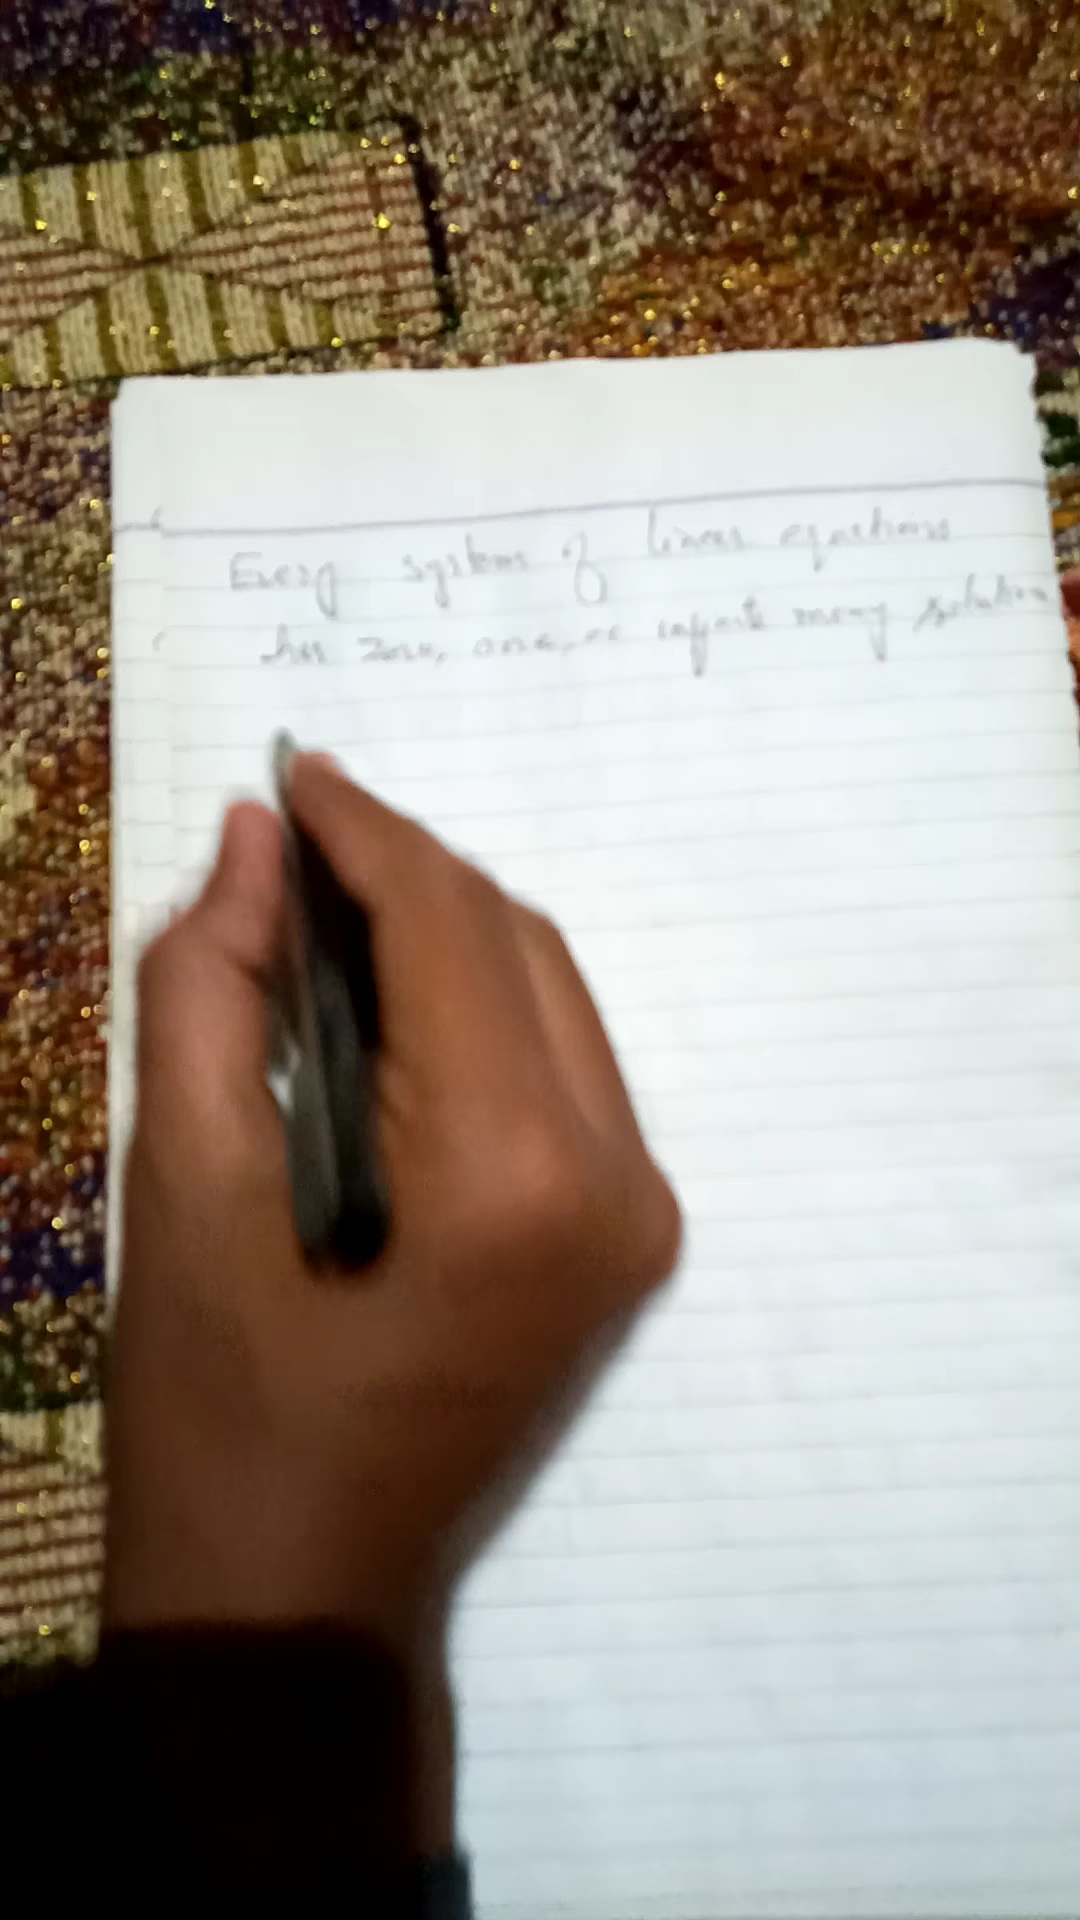 Every system of linear equations
has zero, one, or infinite many solution